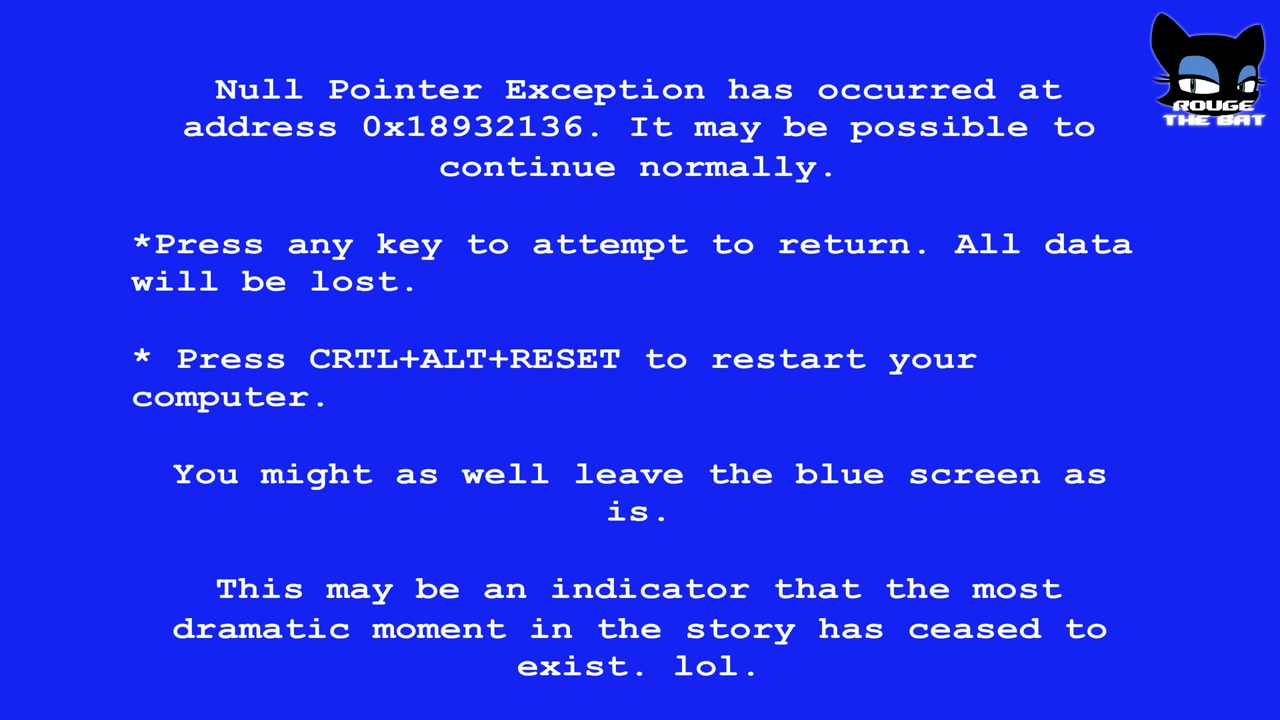 Null Pointer Exception has occurred at
address 0x18932136. It may be possible to
continue normally.
*Press any key to attempt to return. All data
will be lost.
* Press CRTL+ALT+RESET to restart your
computer.
You might as well leave the blue screen as
is.
This may be an indicator that the most
dramatic moment in the story has ceased to
exist. lol.
ROUGE
THE BAT